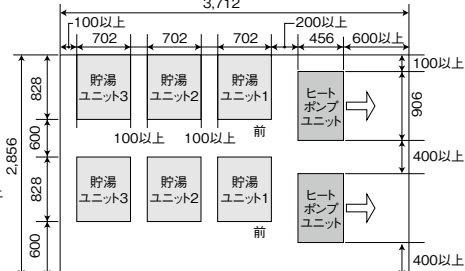 3,712
100以上
200以上
702 702 702 456 600以上
100以上
828
貯湯
ユニット3
貯湯
ユニット2
貯湯
ユニット1
ヒート
ポンプ
ユニット
906
前
600
100以上 100以上
2,856
400以上
828
貯湯
ユニット3
貯湯
ユニット2
貯湯
ユニット1
ヒート
ポンプ
ユニット
前
600
400以上